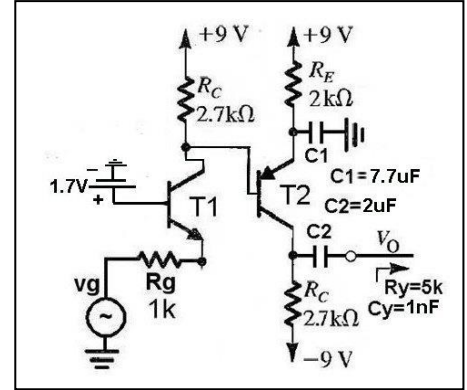 +9 V
+9 V
R_C
2.7kΩ
R_E
2kΩ
C1
C1=7.7uF
C2=2uF
−
1.7V
+
T1
T2
C2
V_O
Rg
1k
vg
~
R_C
2.7kΩ
Ry=5k
Cy=1nF
−9 V